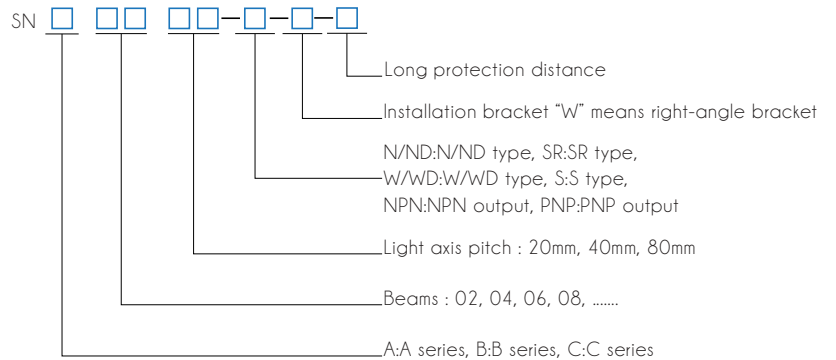 SN
Long protection distance
Installation bracket “W” means right-angle bracket
N/ND:N/ND type, SR:SR type,
W/WD:W/WD type, S:S type,
NPN:NPN output, PNP:PNP output
Light axis pitch : 20mm, 40mm, 80mm
Beams : 02, 04, 06, 08, .......
A:A series, B:B series, C:C series